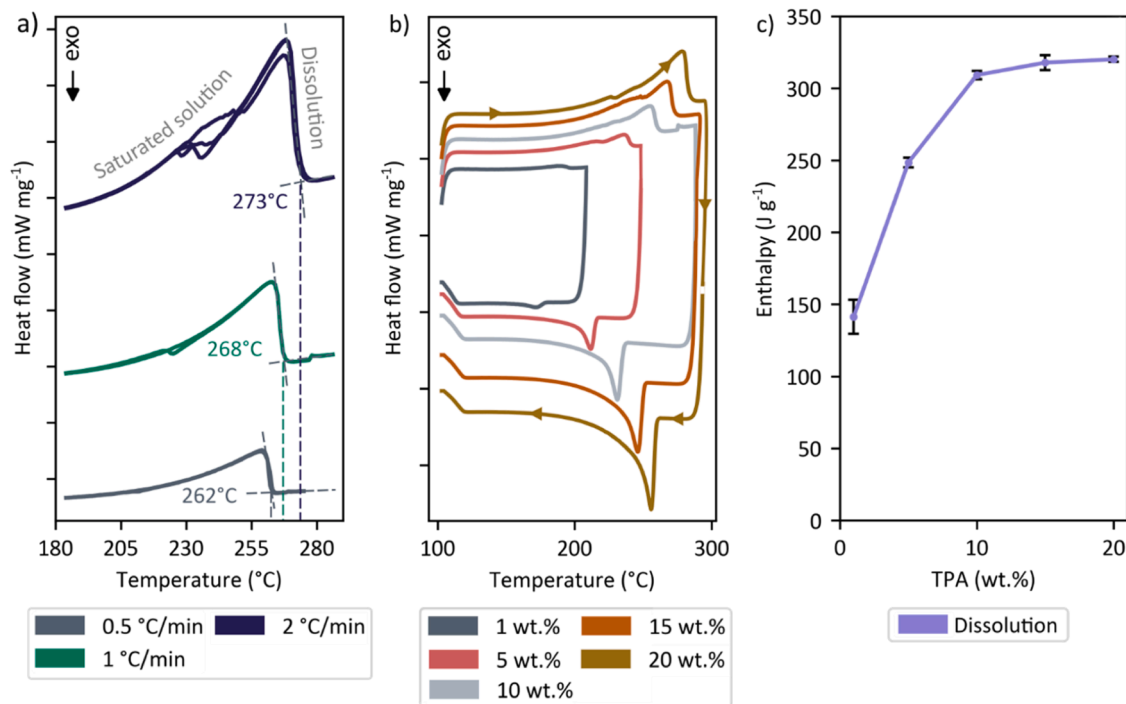 a)
exo
Saturated solution
Dissolution
273°C
268°C
262°C
Heat flow (mW mg⁻¹)
180 205 230 255 280
Temperature (°C)
0.5 °C/min 2 °C/min
1 °C/min
b)
exo
Heat flow (mW mg⁻¹)
100 200 300
Temperature (°C)
1 wt.% 15 wt.%
5 wt.% 20 wt.%
10 wt.%
c)
350
300
250
200
150
100
50
0
Enthalpy (J g⁻¹)
0 10 20
TPA (wt.%)
Dissolution